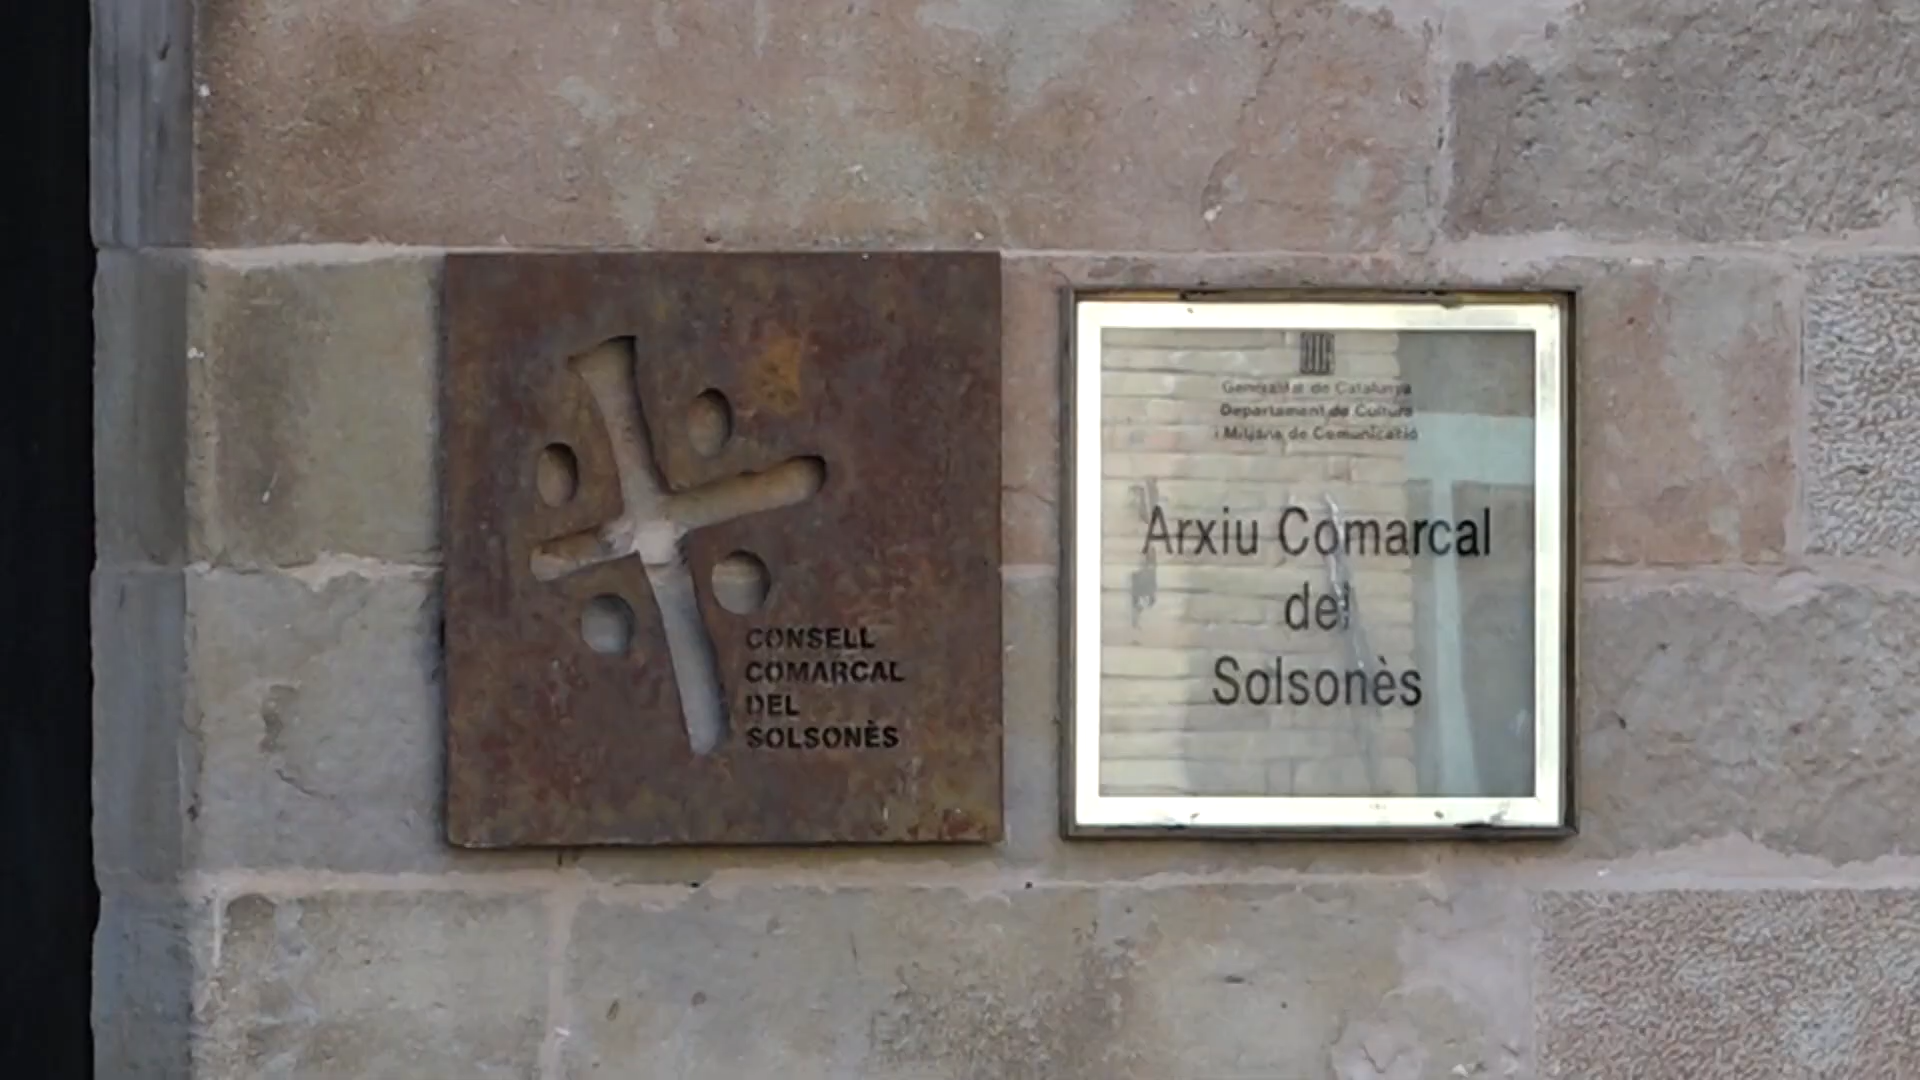 CONSELL
COMARCAL
DEL
SOLSONÈS
Generalitat de Catalunya
Departament de Cultura
i Mitjans de Comunicació
Arxiu Comarcal
del
Solsonès